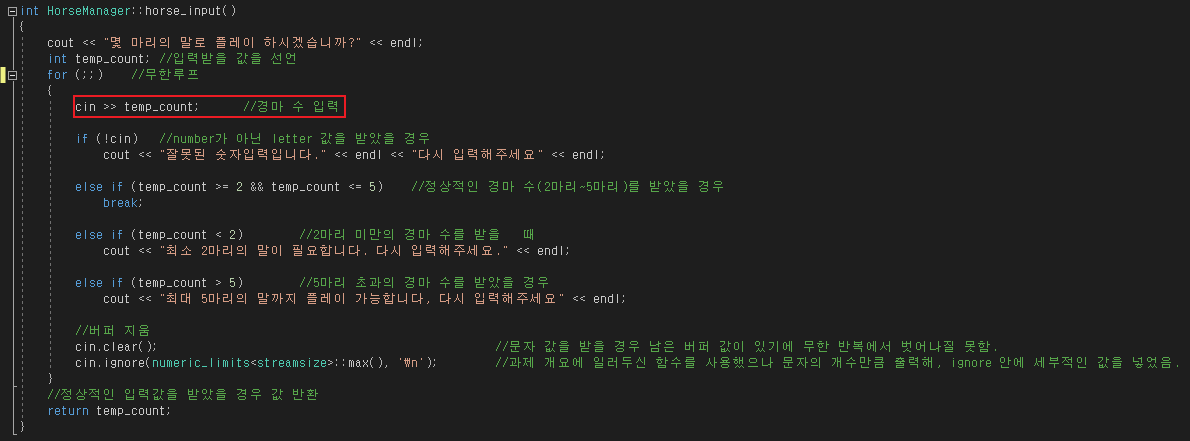 int HorseManager::horse_input()
{
cout << "몇 마리의 말로 플레이 하시겠습니까?" << endl;
int temp_count; //입력받을 값을 선언
for (;;) //무한루프
{
cin >> temp_count; //경마 수 입력
if (!cin) //number가 아닌 letter 값을 받았을 경우
cout << "잘못된 숫자입력입니다." << endl << "다시 입력해주세요" << endl;
else if (temp_count >= 2 && temp_count <= 5) //정상적인 경마 수(2마리~5마리)를 받았을 경우
break;
else if (temp_count < 2) //2마리 미만의 경마 수를 받을 때
cout << "최소 2마리의 말이 필요합니다. 다시 입력해주세요." << endl;
else if (temp_count > 5) //5마리 초과의 경마 수를 받았을 경우
cout << "최대 5마리의 말까지 플레이 가능합니다, 다시 입력해주세요" << endl;
//버퍼 지움
cin.clear(); //문자 값을 받을 경우 남은 버퍼 값이 있기에 무한 반복에서 벗어나질 못함.
cin.ignore(numeric_limits<streamsize>::max(), '₩n'); //과제 개요에 일러두신 함수를 사용했으나 문자의 개수만큼 출력해, ignore 안에 세부적인 값을 넣었음.
}
//정상적인 입력값을 받았을 경우 값 반환
return temp_count;
}